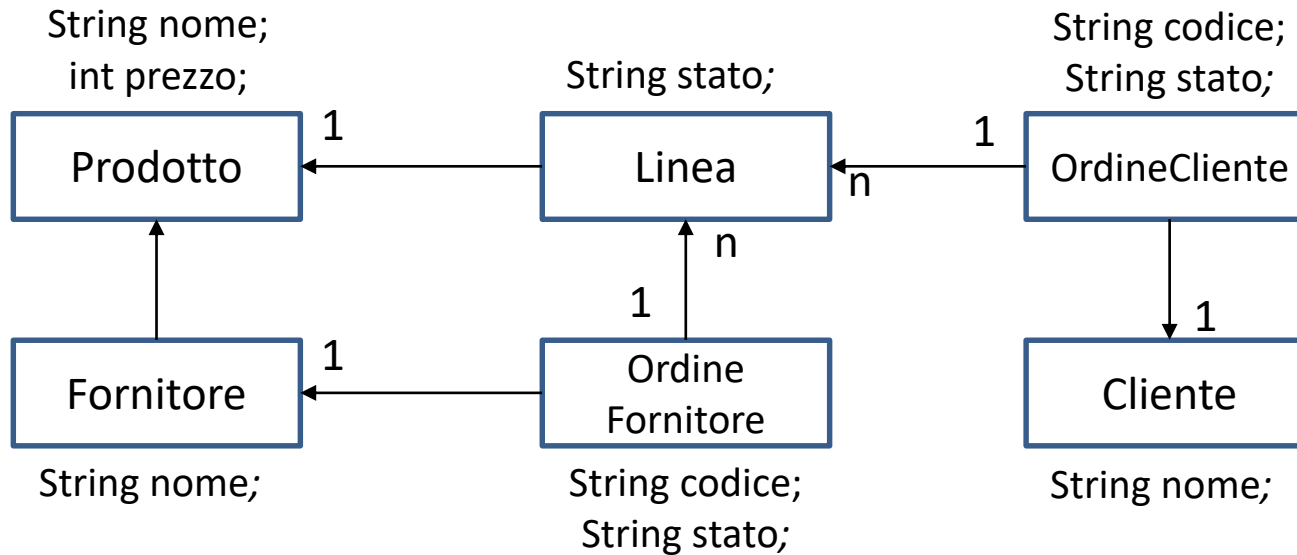 String nome;
int prezzo;
Prodotto
1
String stato;
Linea
n
1
String codice;
String stato;
OrdineCliente
n
1
1
Fornitore
String nome;
1
Ordine
Fornitore
String codice;
String stato;
Cliente
String nome;